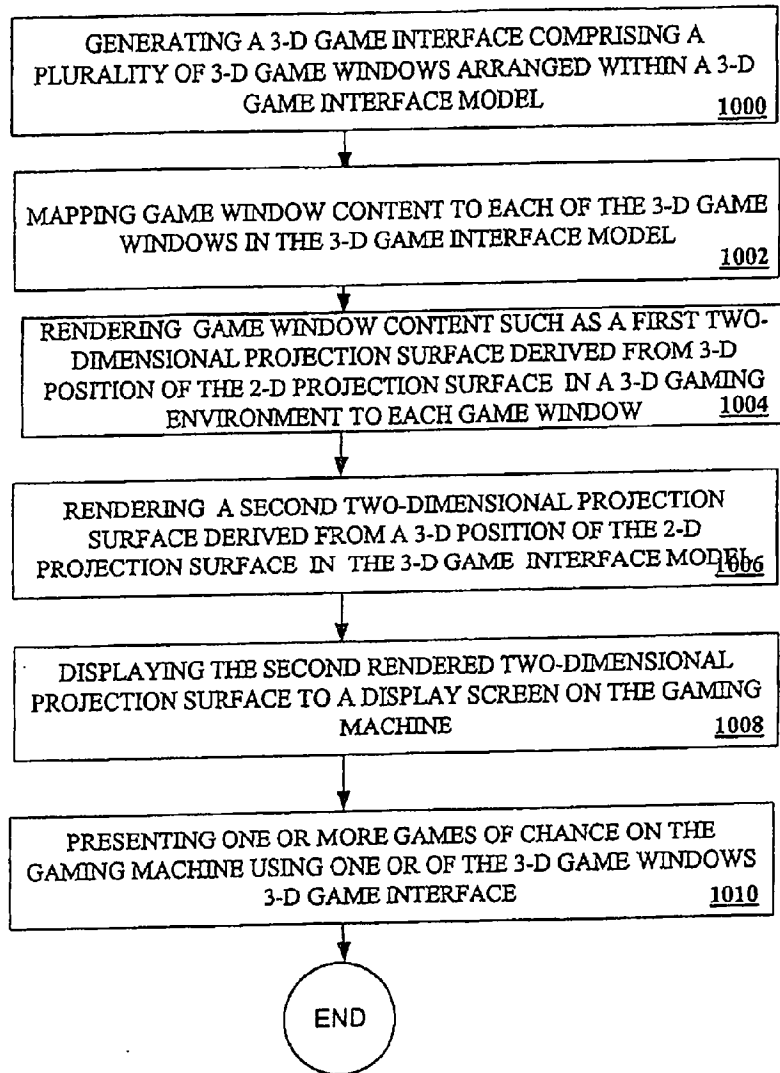 GENERATING A 3-D GAME INTERFACE COMPRISING A
PLURALITY OF 3-D GAME WINDOWS ARRANGED WITHIN A 3-D
GAME INTERFACE MODEL
1000
MAPPING GAME WINDOW CONTENT TO EACH OF THE 3-D GAME
WINDOWS IN THE 3-D GAME INTERFACE MODEL
1002
RENDERING GAME WINDOW CONTENT SUCH AS A FIRST TWO-
DIMENSIONAL PROJECTION SURFACE DERIVED FROM 3-D
POSITION OF THE 2-D PROJECTION SURFACE IN A 3-D GAMING
ENVIRONMENT TO EACH GAME WINDOW
1004
RENDERING A SECOND TWO-DIMENSIONAL PROJECTION
SURFACE DERIVED FROM A 3-D POSITION OF THE 2-D
PROJECTION SURFACE IN THE 3-D GAME INTERFACE MODEL.
1006
DISPLAYING THE SECOND RENDERED TWO-DIMENSIONAL
PROJECTION SURFACE TO A DISPLAY SCREEN ON THE GAMING
MACHINE
1008
PRESENTING ONE OR MORE GAMES OF CHANCE ON THE
GAMING MACHINE USING ONE OR OF THE 3-D GAME WINDOWS
3-D GAME INTERFACE
1010
END